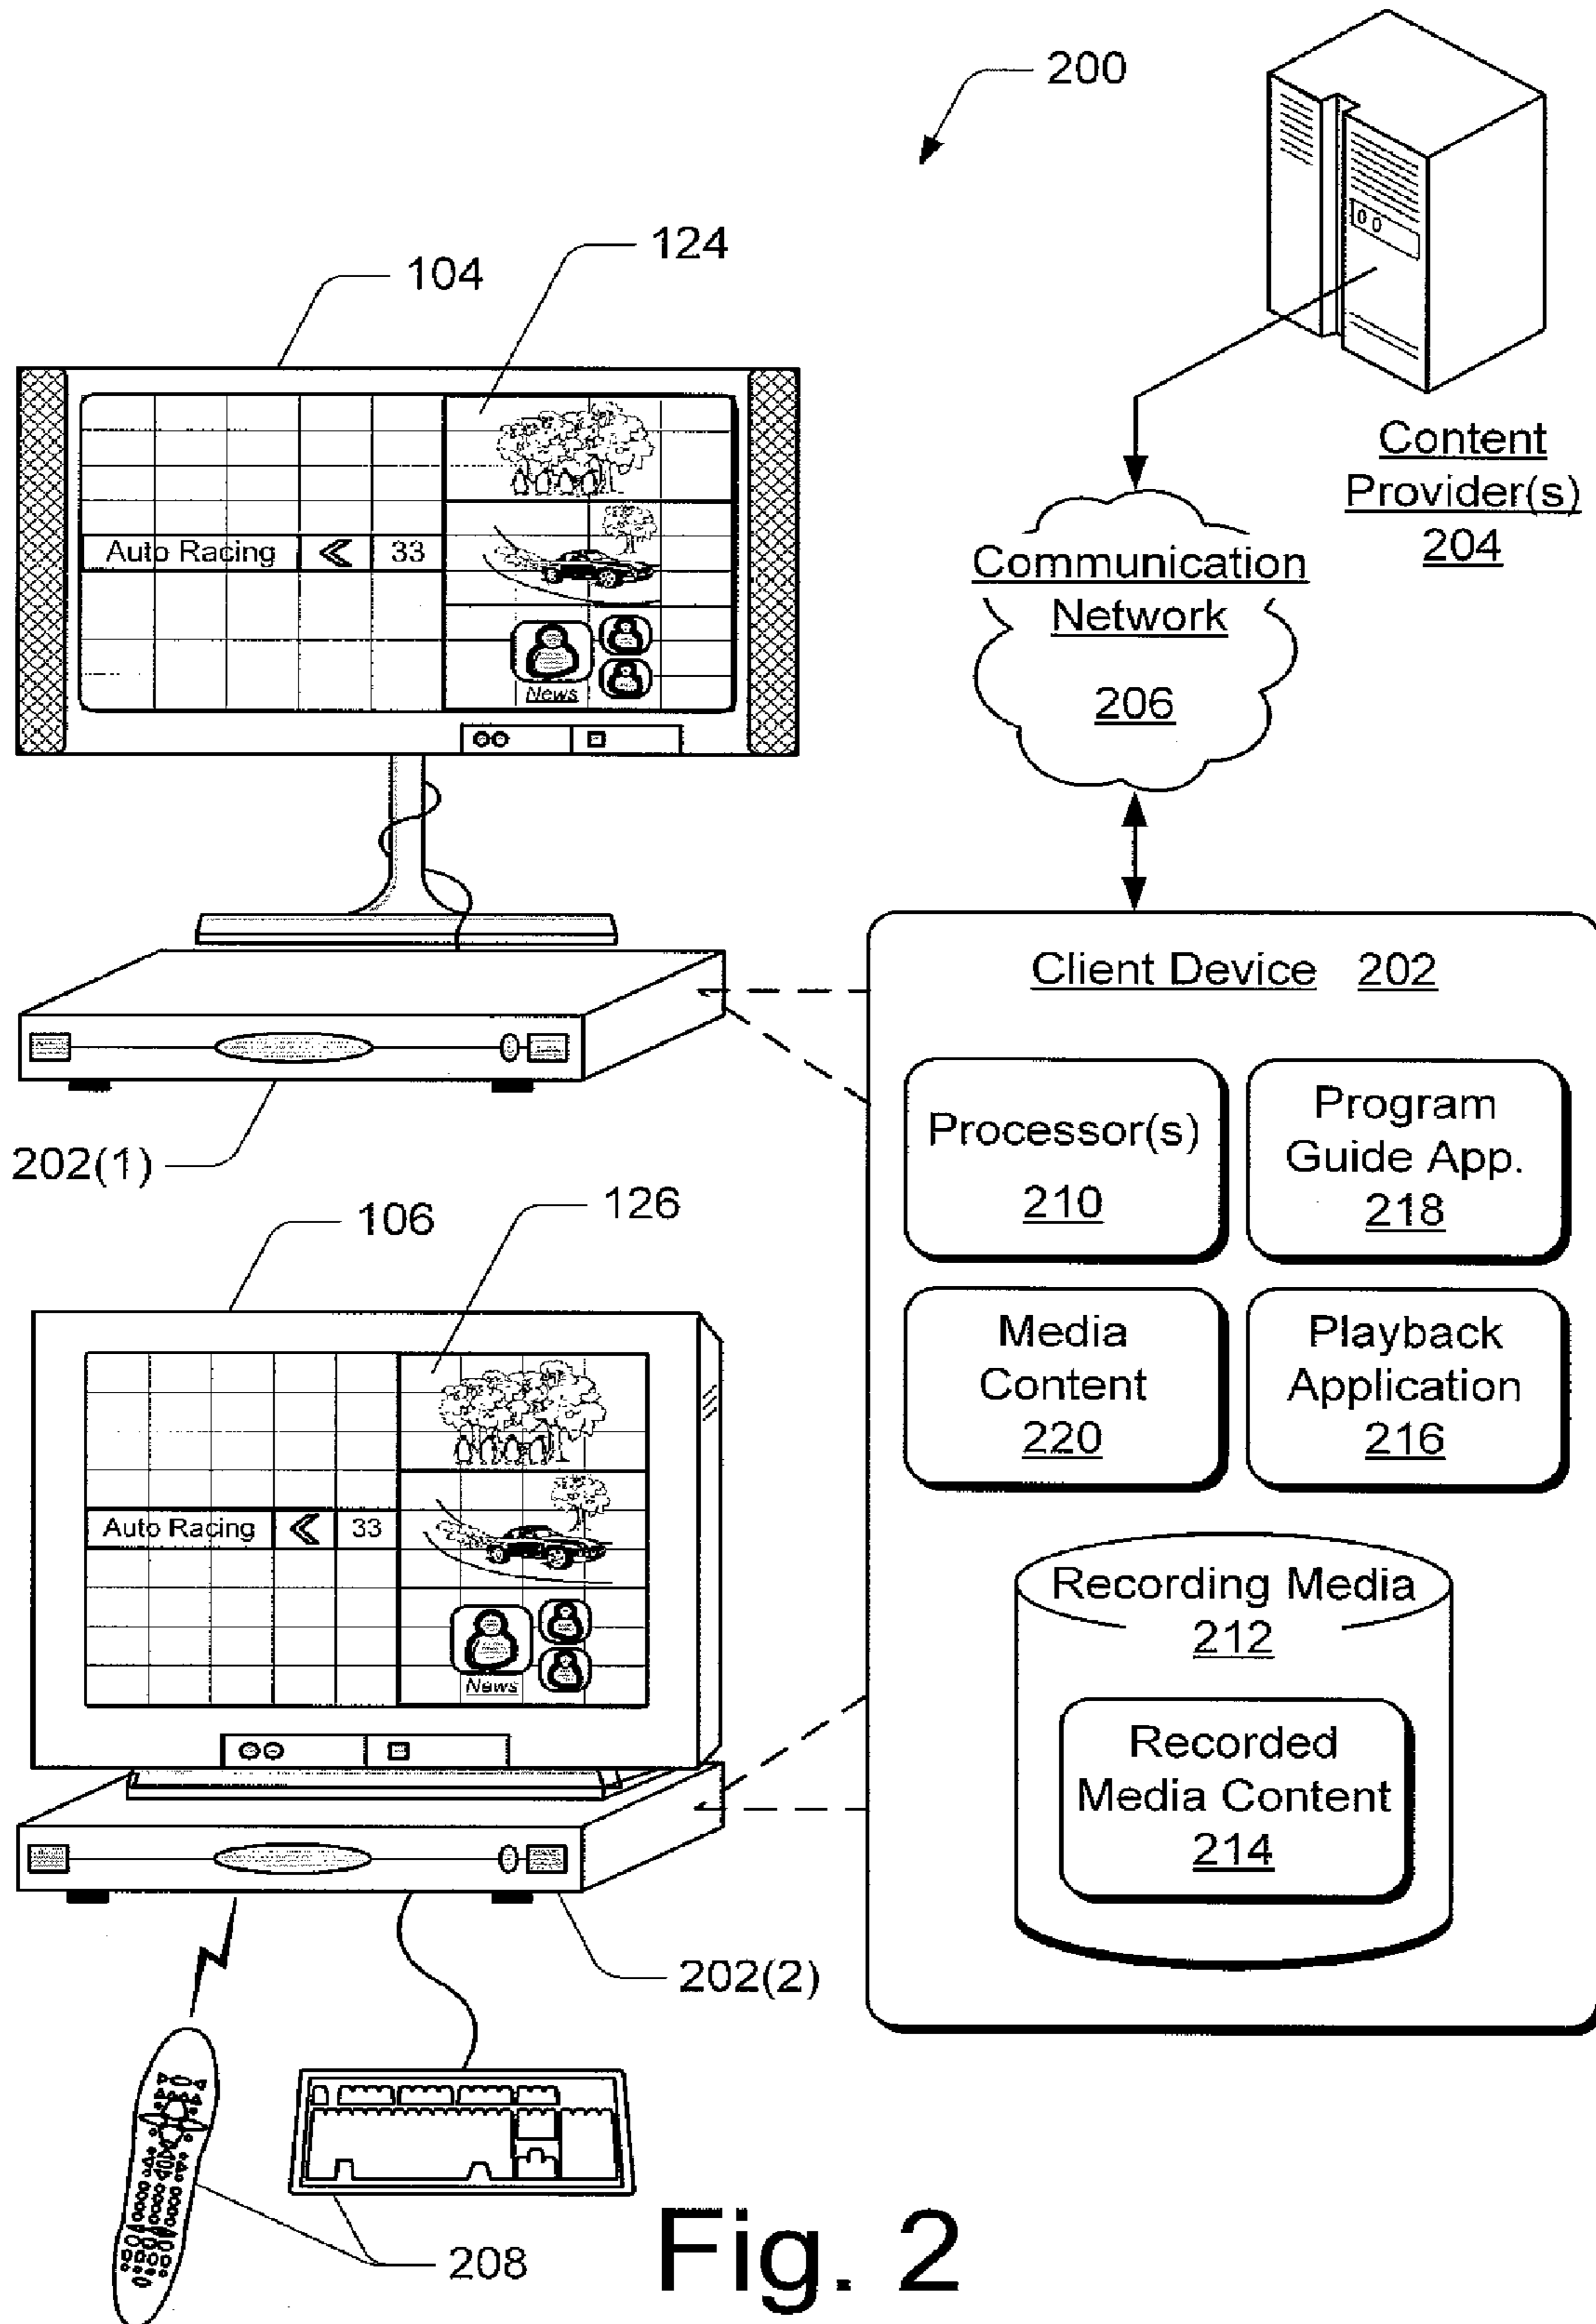 200
124
104
Content
Provider(s)
204
Auto Racing
33
News
Communication
Network
206
Client Device 202
Processor(s)
210
Program
Guide App.
218
202(1)
106
126
Media
Content
220
Playback
Application
216
Auto Racing
33
News
Recording Media
212
Recorded
Media Content
214
202(2)
208
Fig. 2